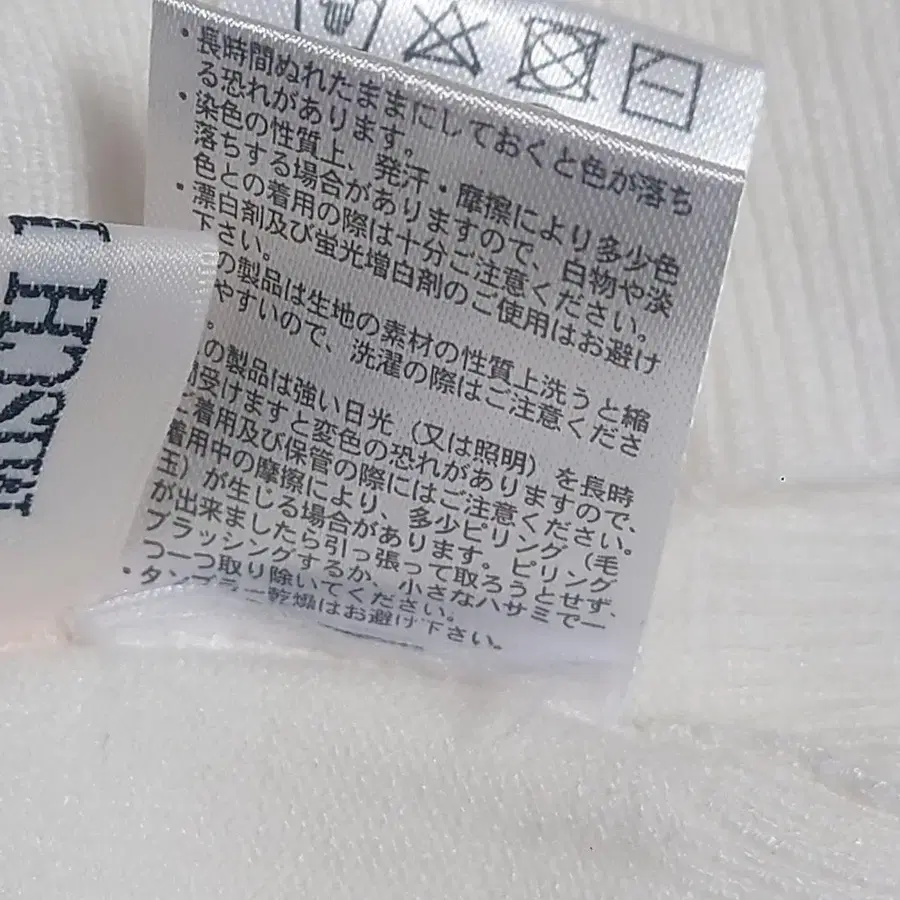 ・長時間ぬれたままにしておくと色が落ち
る恐れがあります。
・染色の性質上、発汗・摩擦により多少色
落ちする場合がありますので、白物や淡
色との着用の際は十分ご注意ください。
・漂白剤及び蛍光増白剤のご使用はお避け
下さい。
の製品は生地の素材の性質上洗うと縮
やすいので、洗濯の際はご注意くださ
。
の製品は強い日光(又は照明)を長時
間受けますと変色の恐れがありますので、
ご着用及び保管の際にはご注意ください。
着用中の摩擦により、多少ピリング(毛
玉)が生じる場合があります。ピリング
が出来ましたら引っ張って取ろうとせず、
ブラッシングするか、小さなハサミで一
つ一つ取り除いてください。
・タンブラー乾燥はお避け下さい。